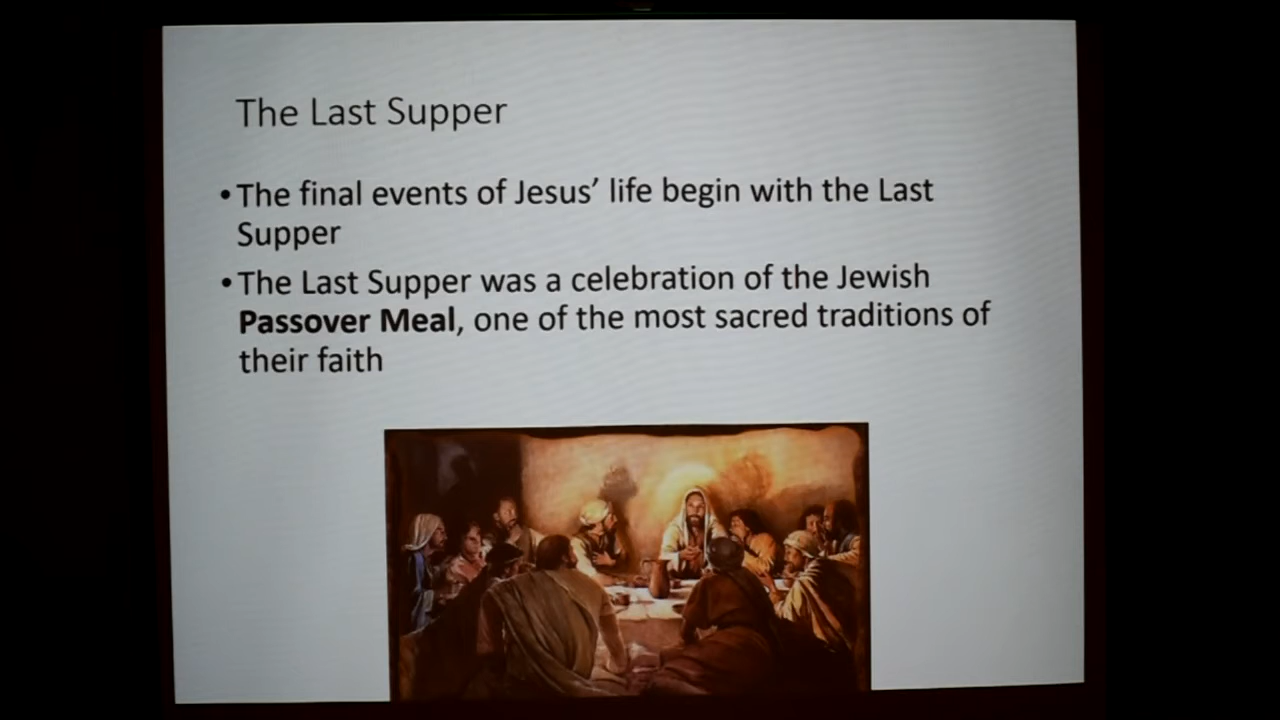 The Last Supper
•The final events of Jesus’ life begin with the Last
Supper
•The Last Supper was a celebration of the Jewish
Passover Meal, one of the most sacred traditions of
their faith